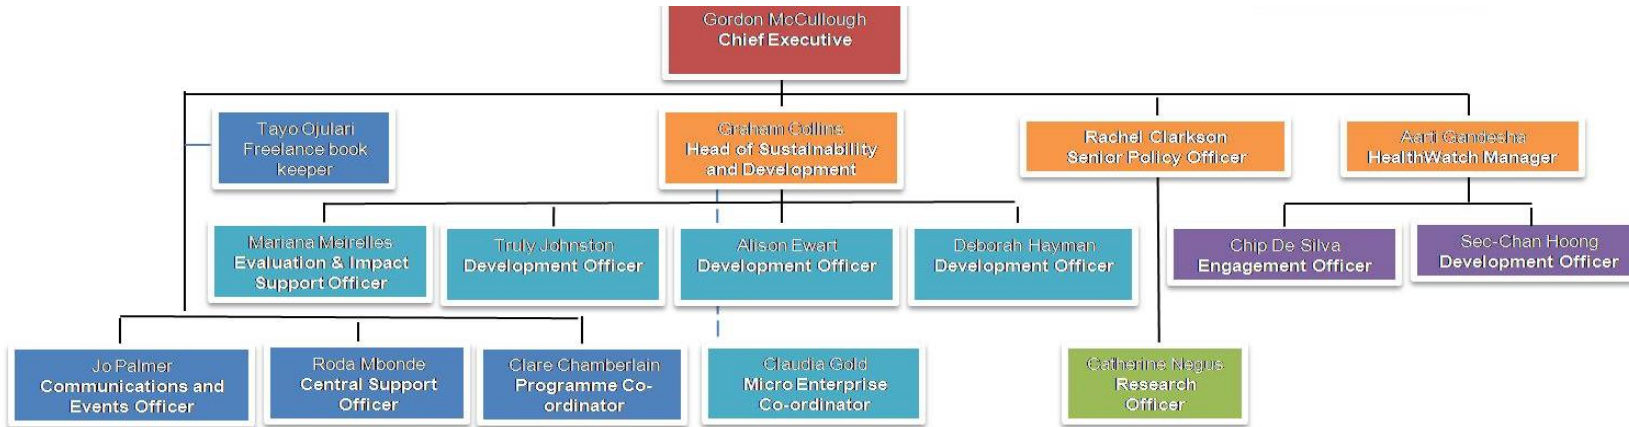 Gordon McCullough
Chief Executive
Tayo Ojulari
Freelance book
keeper
Graham Collins
Head of Sustainability
and Development
Rachel Clarkson
Senior Policy Officer
Aarti Gandesha
HealthWatch Manager
Mariana Meirelles
Evaluation & Impact
Support Officer
Truly Johnston
Development Officer
Alison Ewart
Development Officer
Deborah Hayman
Development Officer
Chip De Silva
Engagement Officer
Sec-Chan Hoong
Development Officer
Jo Palmer
Communications and
Events Officer
Roda Mbonde
Central Support
Officer
Clare Chamberlain
Programme Co-
ordinator
Claudia Gold
Micro Enterprise
Co-ordinator
Catherine Negus
Research
Officer